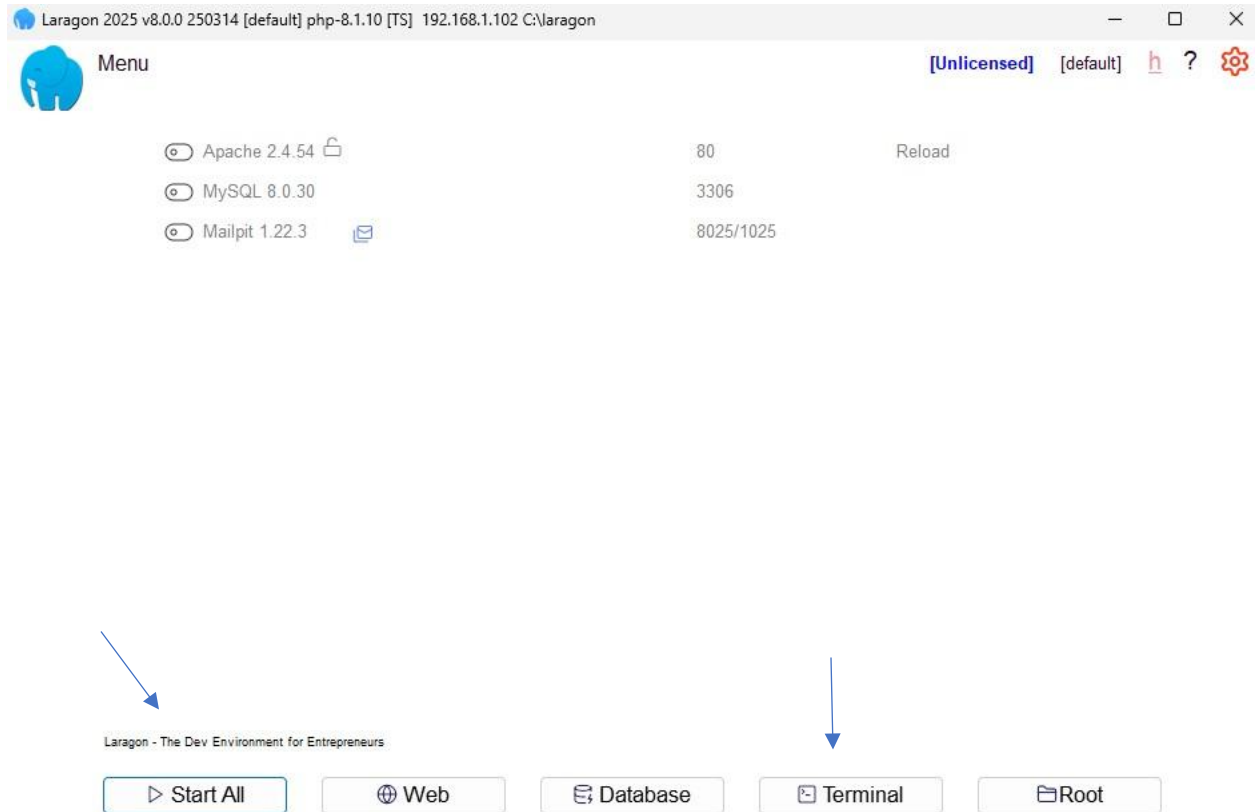 Laragon 2025 v8.0.0 250314 [default] php-8.1.10 [TS] 192.168.1.102 C:\laragon
Menu [Unlicensed] [default] h ?
Apache 2.4.54 80 Reload
MySQL 8.0.30 3306
Mailpit 1.22.3 8025/1025
Laragon - The Dev Environment for Entrepreneurs
Start All Web Database Terminal Root